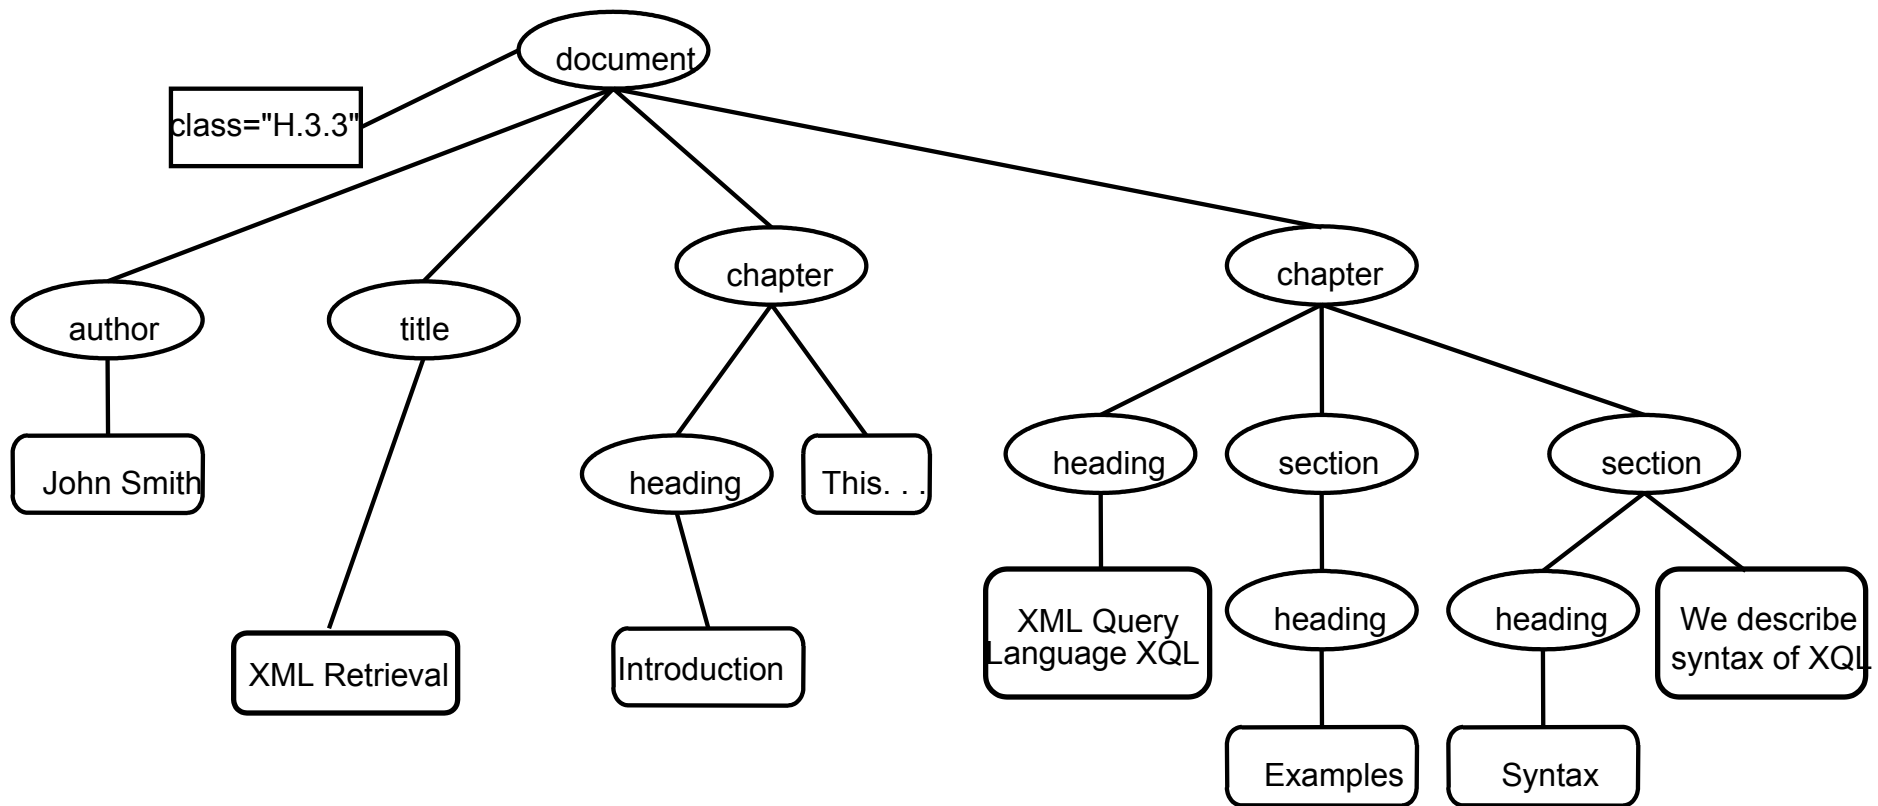 document
class="H.3.3"
chapter
chapter
author
title
heading
section
section
John Smith
heading
This. . .
XML Query
Language XQL
heading
heading
We describe
syntax of XQL
XML Retrieval
Introduction
Examples
Syntax